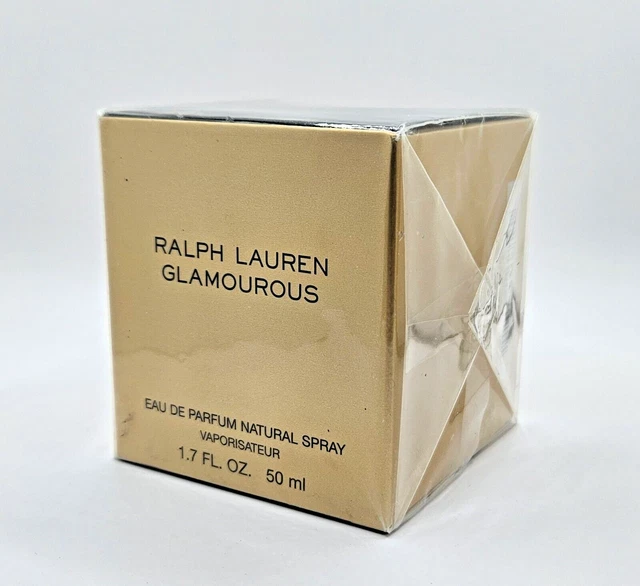 RALPH LAUREN
GLAMOUROUS
EAU DE PARFUM NATURAL SPRAY
VAPORISATEUR
1.7 FL. OZ. 50 ml